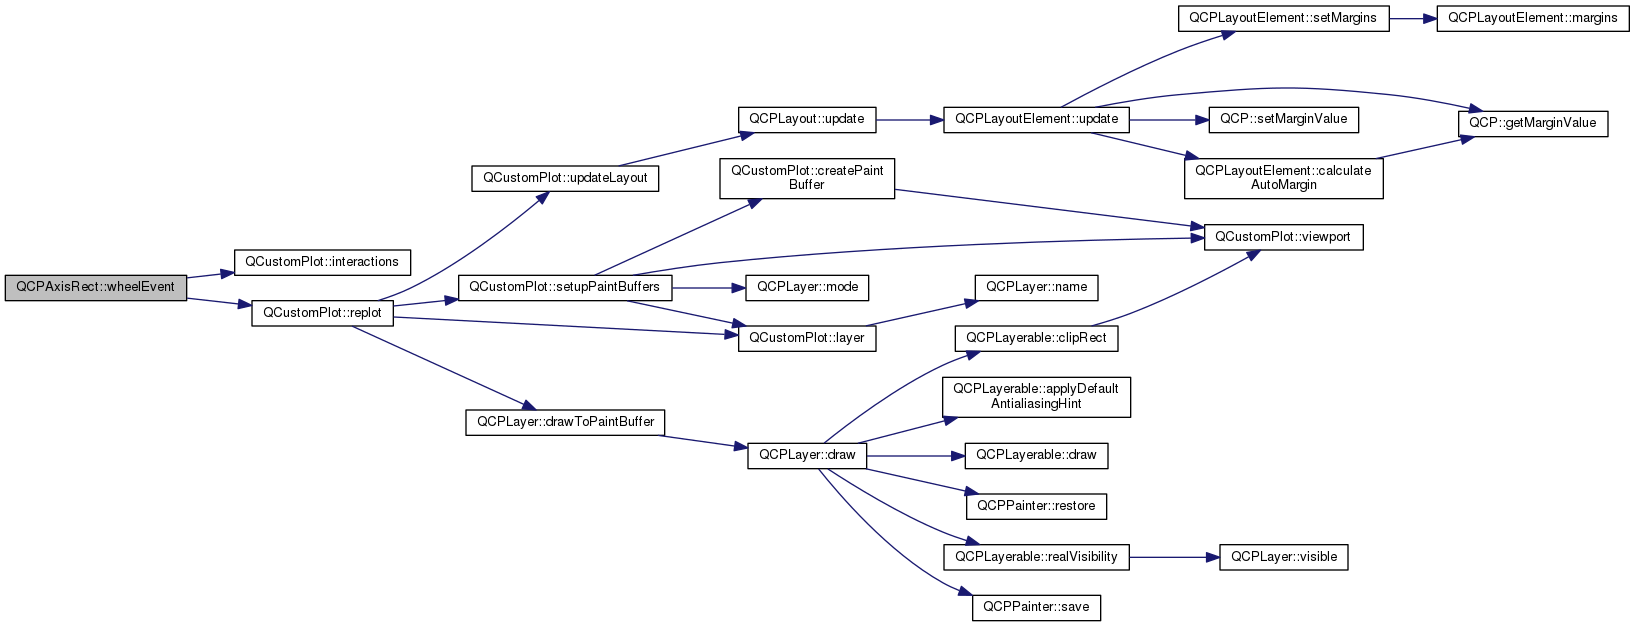 QCPLayoutElement::setMargins
QCPLayoutElement::margins
QCPLayout::update
QCPLayoutElement::update
QCP::setMarginValue
QCP::getMarginValue
QCustomPlot::updateLayout
QCustomPlot::createPaint
Buffer
QCPLayoutElement::calculate
AutoMargin
QCustomPlot::viewport
QCustomPlot::interactions
QCPAxisRect::wheelEvent
QCustomPlot::setupPaintBuffers
QCPLayer::mode
QCPLayer::name
QCustomPlot::replot
QCustomPlot::layer
QCPLayerable::clipRect
QCPLayerable::applyDefault
AntialiasingHint
QCPLayer::drawToPaintBuffer
QCPLayer::draw
QCPLayerable::draw
QCPPainter::restore
QCPLayerable::realVisibility
QCPLayer::visible
QCPPainter::save